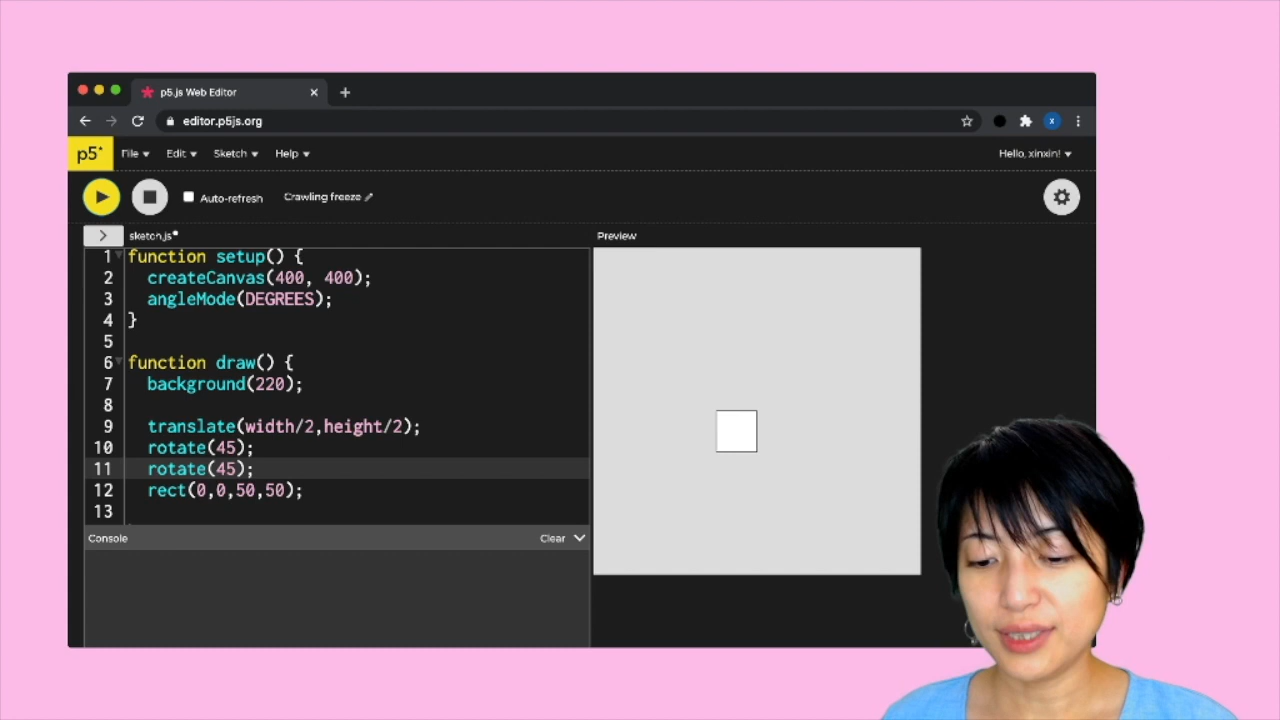 p5.js Web Editor
editor.p5js.org
p5* File Edit Sketch Help Hello, xinxin!
Auto-refresh Crawling freeze
sketch.js Preview
1 function setup() {
2 createCanvas(400, 400);
3 angleMode(DEGREES);
4 }
5
6 function draw() {
7 background(220);
8
9 translate(width/2,height/2);
10 rotate(45);
11 rotate(45);
12 rect(0,0,50,50);
13
Console Clear